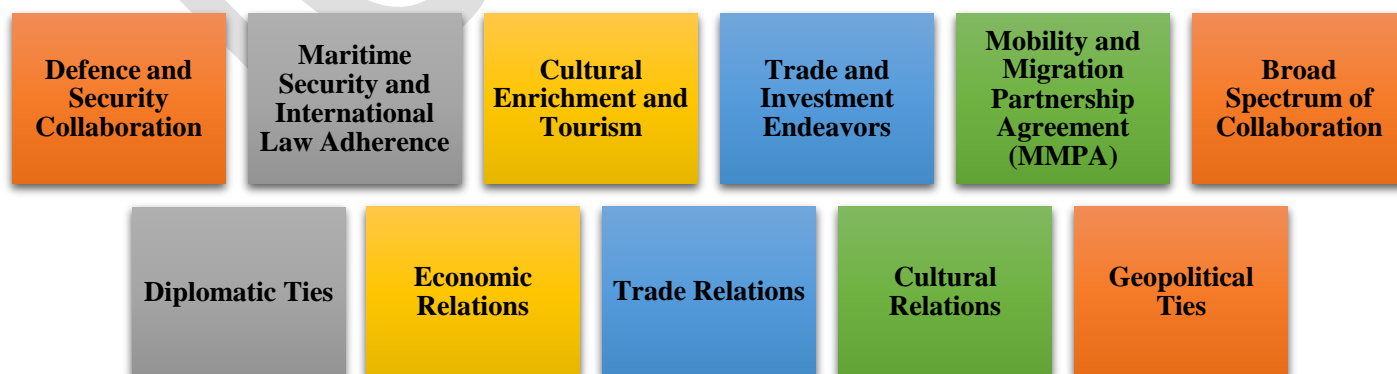 Defence and
Security
Collaboration
Maritime
Security and
International
Law Adherence
Cultural
Enrichment and
Tourism
Trade and
Investment
Endeavors
Mobility and
Migration
Partnership
Agreement
(MMPA)
Broad
Spectrum of
Collaboration
Diplomatic Ties
Economic
Relations
Trade Relations
Cultural
Relations
Geopolitical
Ties